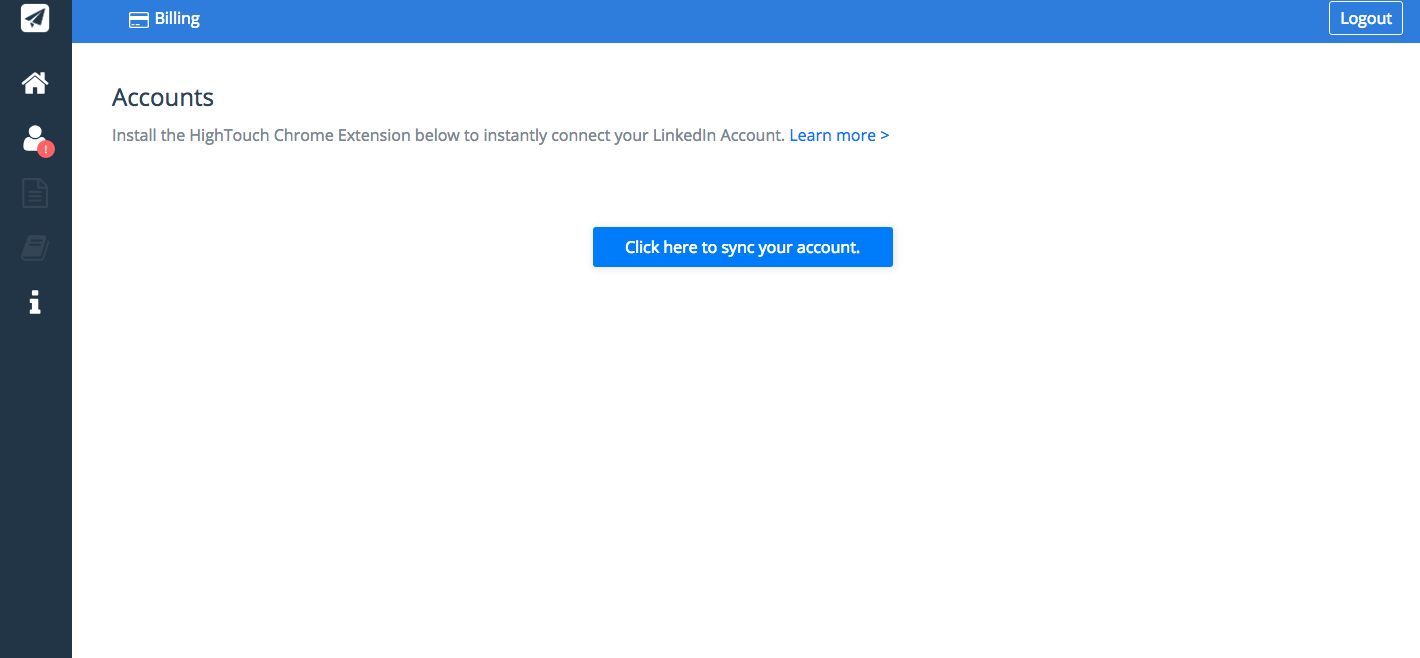 Billing
Logout
Accounts
Install the HighTouch Chrome Extension below to instantly connect your LinkedIn Account. Learn more >
!
Click here to sync your account.